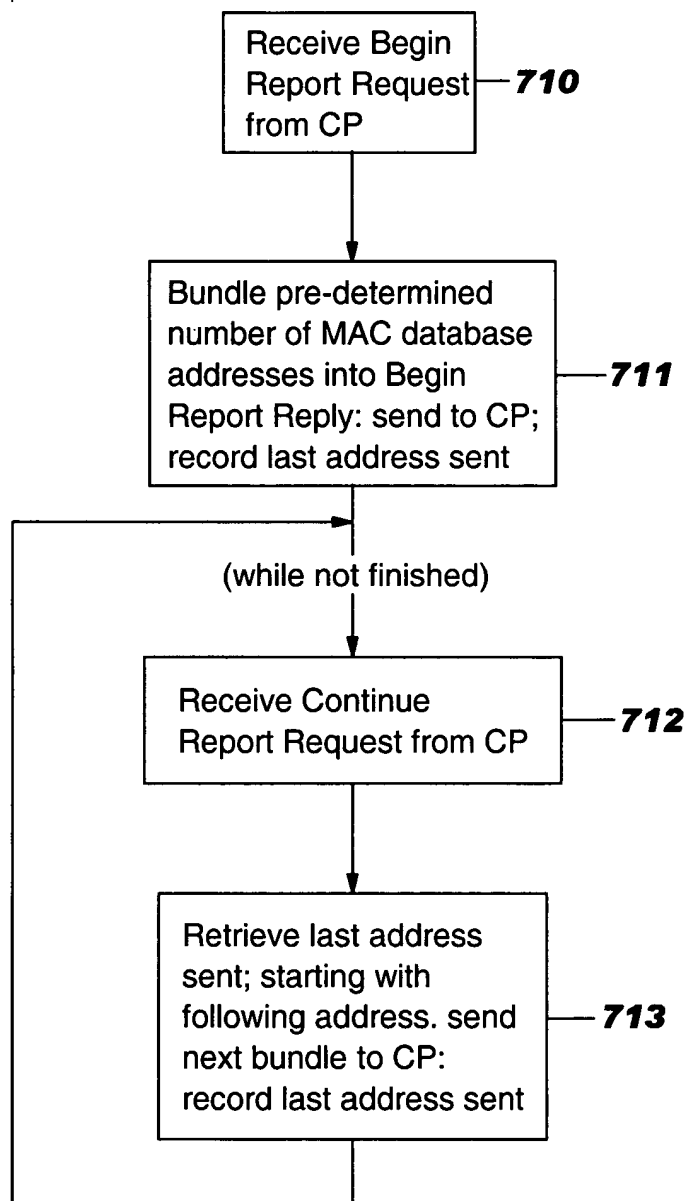 Receive Begin
Report Request
from CP
710
Bundle pre-determined
number of MAC database
addresses into Begin
Report Reply: send to CP;
record last address sent
711
(while not finished)
Receive Continue
Report Request from CP
712
Retrieve last address
sent; starting with
following address. send
next bundle to CP:
record last address sent
713